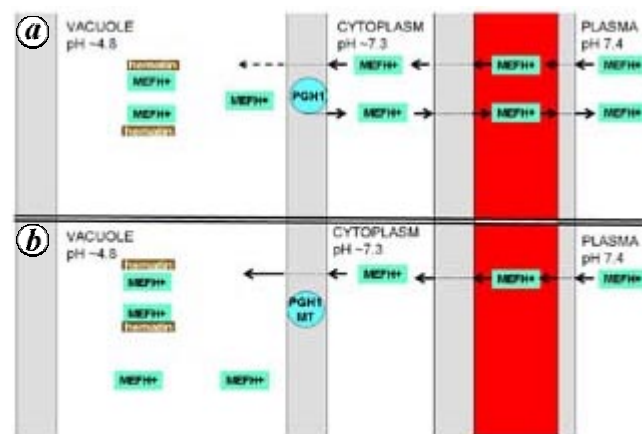 a
VACUOLE
pH ~4.8
CYTOPLASM
pH ~7.3
PLASMA
pH 7.4
hematin
MEFH+
MEFH+
MEFH+
MEFH+
MEFH+
PGH1
MEFH+
MEFH+
MEFH+
MEFH+
MEFH+
hematin
b
VACUOLE
pH ~4.8
CYTOPLASM
pH ~7.3
PLASMA
pH 7.4
hematin
MEFH+
MEFH+
MEFH+
MEFH+
MEFH+
hematin
PGH1
MT
MEFH+
MEFH+